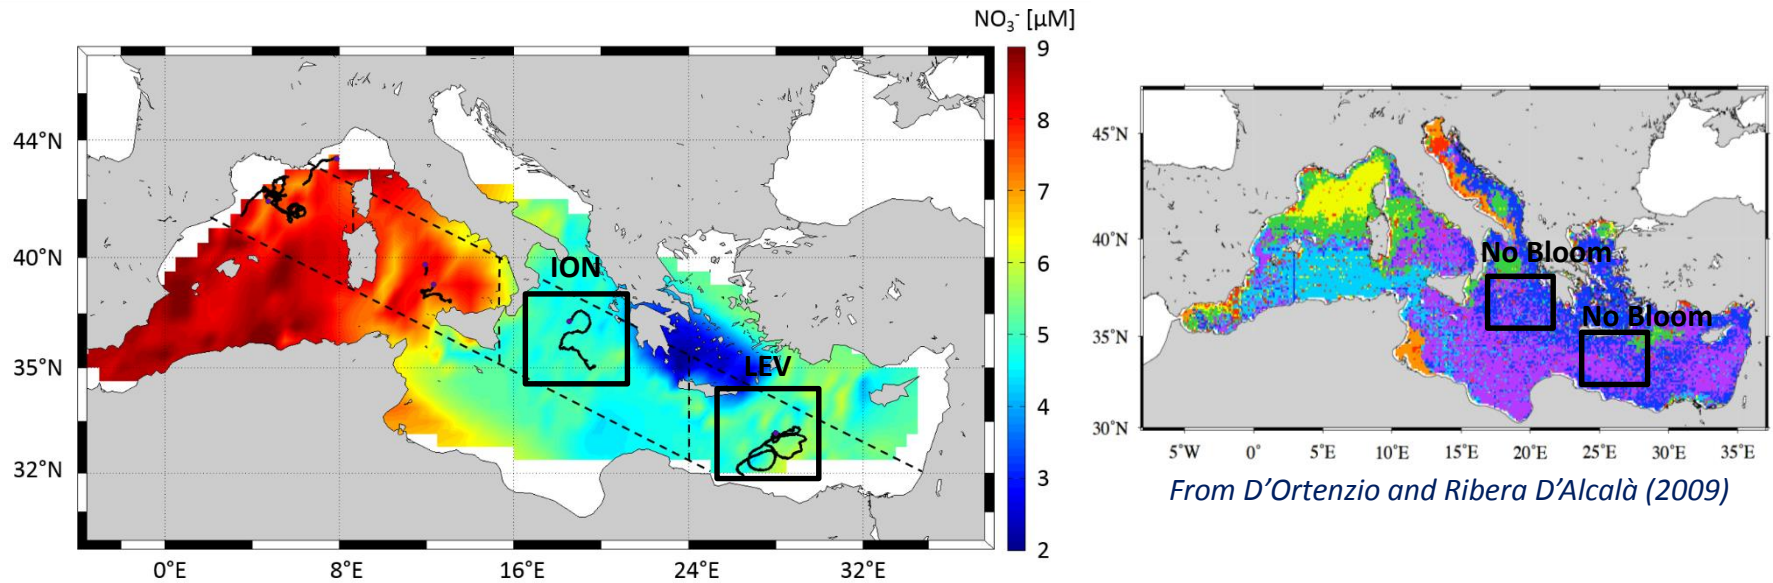 NO₃⁻ [µM]
9
8
7
6
5
4
3
2
44°N
40°N
35°N
32°N
0°E
8°E
16°E
24°E
32°E
ION
LEV
45°N
40°N
35°N
30°N
5°W
0°
5°E
10°E
15°E
20°E
25°E
30°E
35°E
No Bloom
No Bloom
From D’Ortenzio and Ribera D’Alcalà (2009)